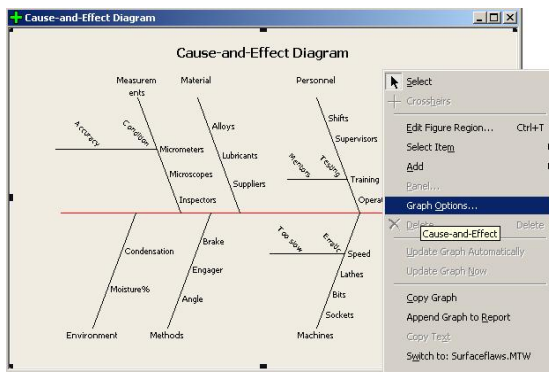 Cause-and-Effect Diagram
Cause-and-Effect Diagram
Measurem
ents
Material
Personnel
Accuracy
Condition
Micrometers
Microscopes
Inspectors
Alloys
Lubricants
Suppliers
Shifts
Supervisors
Mentors
Testing
Training
Operat
Condensation
Moisture%
Brake
Engager
Angle
Too slow
Erratic
Speed
Lathes
Bits
Sockets
Environment
Methods
Machines
Select
Crosshairs
Edit Figure Region... Ctrl+T
Select Item
Add
Panel...
Graph Options...
Delete Delete
Cause-and-Effect
Update Graph Automatically
Update Graph Now
Copy Graph
Append Graph to Report
Copy Text
Switch to: Surfaceflaws.MTW